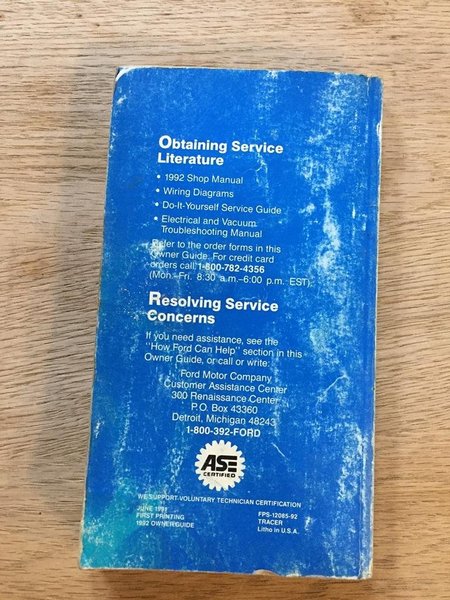 Obtaining Service
Literature
• 1992 Shop Manual
• Wiring Diagrams
• Do-It-Yourself Service Guide
• Electrical and Vacuum
Troubleshooting Manual
(Refer to the order forms in this
Owner Guide. For credit card
orders call 1-800-782-4356
(Mon.-Fri. 8:30 a.m.-6:00 p.m. EST).
Resolving Service
Concerns
If you need assistance, see the
"How Ford Can Help" section in this
Owner Guide, or call or write:
Ford Motor Company
Customer Assistance Center
300 Renaissance Center
P.O. Box 43360
Detroit, Michigan 48243
1-800-392-FORD
ASE
CERTIFIED
WE SUPPORT VOLUNTARY TECHNICIAN CERTIFICATION
JUNE 1991
FIRST PRINTING
1992 OWNER GUIDE
FPS-12085-92
TRACER
Litho in U.S.A.